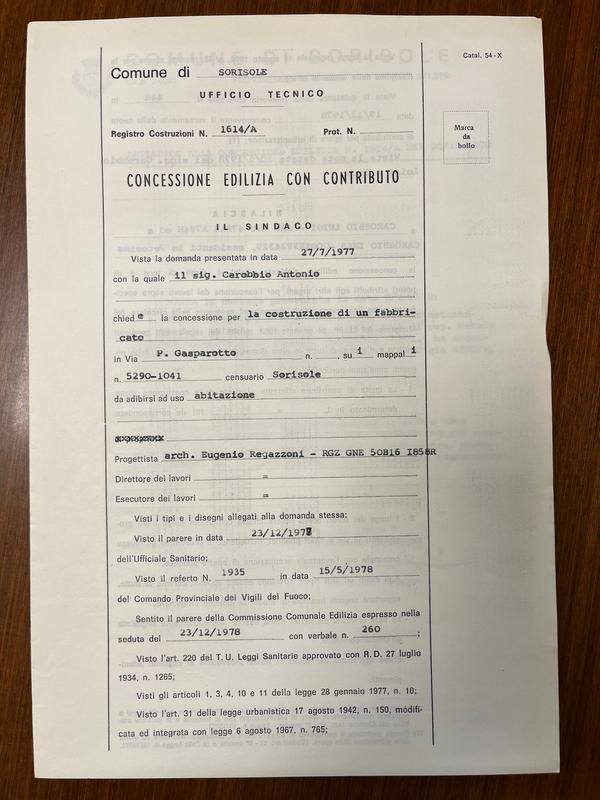 Catal. 54 - X
Comune di SORISOLE
UFFICIO TECNICO
Registro Costruzioni N. 1614/A Prot. N.
Marca
da
bollo
CONCESSIONE EDILIZIA CON CONTRIBUTO
IL SINDACO
Vista la domanda presentata in data 27/7/1977
con la quale il sig. Carobbio Antonio
chied e la concessione per la costruzione di un fabbri-
cato
in Via P. Gasparotto n. , su i mappal i
n. 5290-1041 censuario Sorisole
da adibirsi ad uso abitazione
Progettista arch. Eugenio Regazzoni - RGZ GNE 50B16 I858R
Direttore dei lavori =
Esecutore dei lavori =
Visti i tipi e i disegni allegati alla domanda stessa;
Visto il parere in data 23/12/197
dell'Ufficiale Sanitario;
Visto il referto N. 1935 in data 15/5/1978
del Comando Provinciale dei Vigili del Fuoco;
Sentito il parere della Commissione Comunale Edilizia espresso nella
seduta del 23/12/1978 con verbale n. 260 ;
Visto l'art. 220 del T. U. Leggi Sanitarie approvato con R. D. 27 luglio
1934, n. 1265;
Visti gli articoli 1, 3, 4, 10 e 11 della legge 28 gennaio 1977, n. 10;
Visto l'art. 31 della legge urbanistica 17 agosto 1942, n. 150, modifi-
cata ed integrata con legge 6 agosto 1967, n. 765;